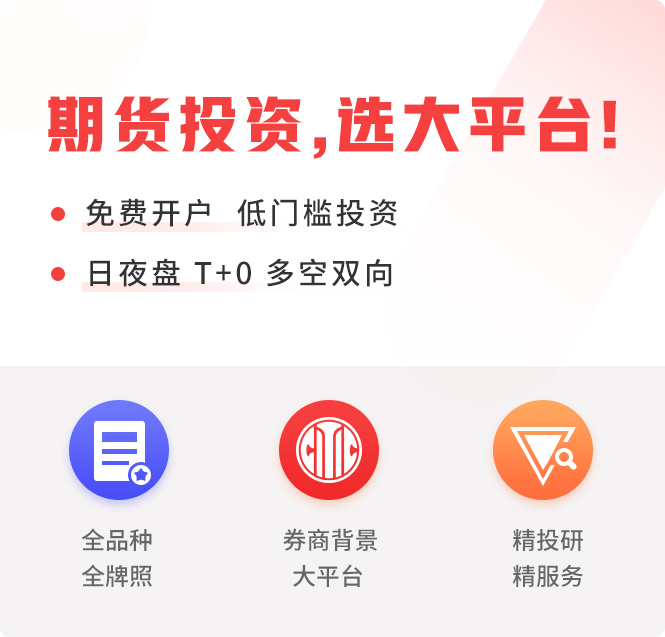 期货投资,选大平台!
免费开户 低门槛投资
日夜盘 T+0 多空双向
全品种
全牌照
券商背景
大平台
精投研
精服务